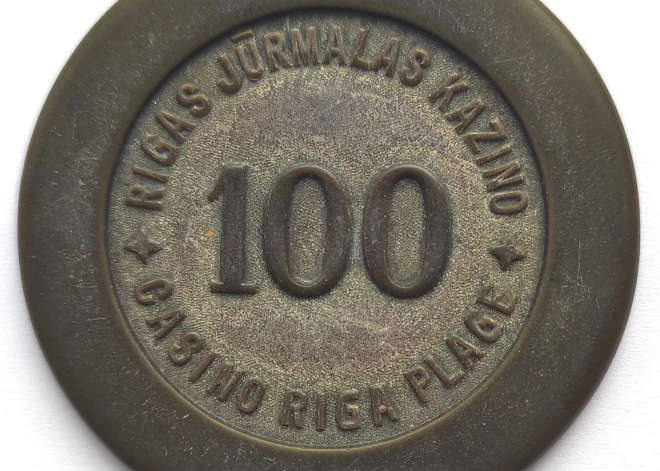 RIGAS JŪRMALAS KAZINO
100
CASINO RIGA PLAGE